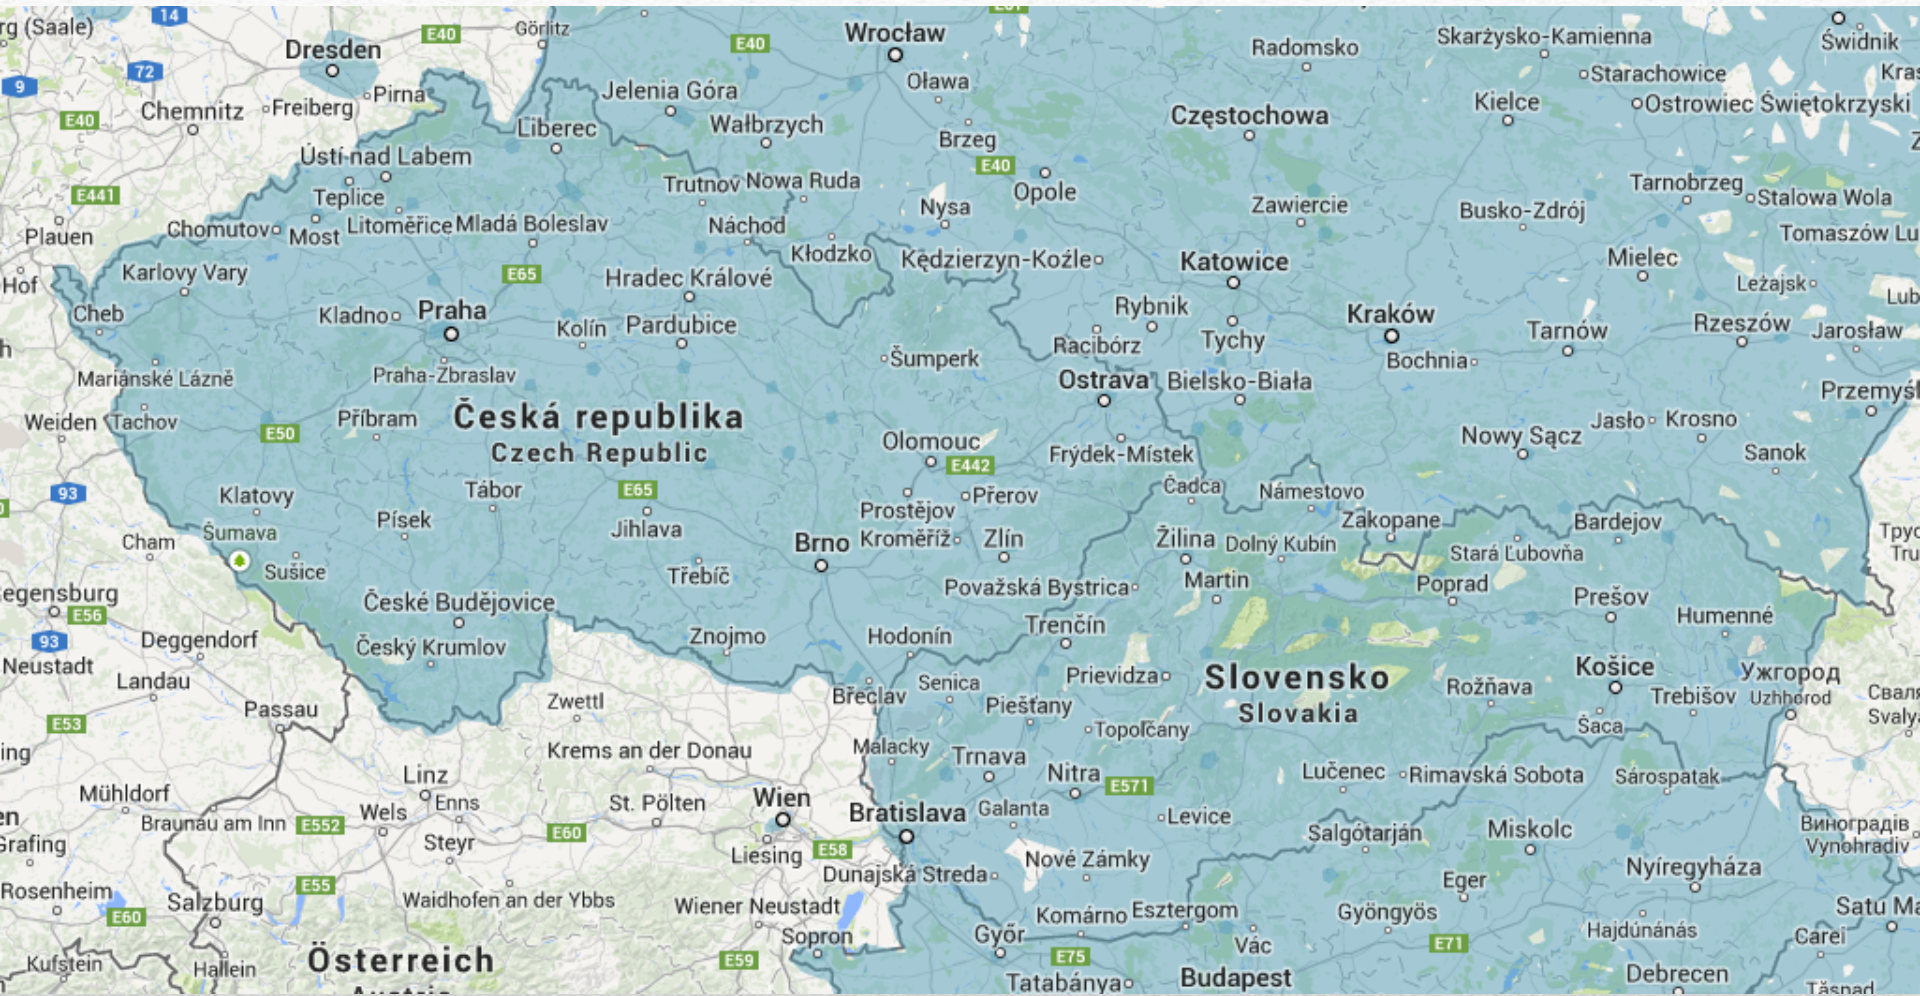 14
E40
Görlitz
Wrocław
rg (Saale)
Dresden
E40
Radomsko
Skarżysko-Kamienna
Świdnik
9
72
Pirna
Jelenia Góra
Oława
Starachowice
Kras
Chemnitz
Freiberg
Kielce
Ostrowiec Świętokrzyski
E40
Liberec
Wałbrzych
Brzeg
Częstochowa
Ústí nad Labem
E40
E441
Teplice
Trutnov
Nowa Ruda
Opole
Tarnobrzeg
Stalowa Wola
Nysa
Zawiercie
Busko-Zdrój
Plauen
Chomutov
Most
Litoměřice
Mladá Boleslav
Náchod
Tomaszów Lu
Hof
Karlovy Vary
E65
Hradec Králové
Kłodzko
Kędzierzyn-Koźle
Katowice
Mielec
Leżajsk
Lub
Cheb
Kladno
Praha
Kolín
Pardubice
Rybnik
Kraków
Tarnów
Rzeszów
Jarosław
Racibórz
Tychy
Bochnia
Šumperk
Mariánské Lázně
Praha-Zbraslav
Ostrava
Bielsko-Biała
Przemyśl
Weiden
Tachov
E50
Příbram
Česká republika
Czech Republic
Olomouc
E442
Frýdek-Místek
Nowy Sącz
Jasło
Krosno
Sanok
93
Klatovy
Tábor
E65
Prostějov
Přerov
Čadca
Námestovo
Cham
Šumava
Písek
Jihlava
Brno
Kroměříž
Zlín
Žilina
Dolný Kubín
Zakopane
Stará Ľubovňa
Bardejov
Sušice
Třebíč
Považská Bystrica
Martin
Poprad
Prešov
egensburg
E56
České Budějovice
Trenčín
Humenné
93
Deggendorf
Český Krumlov
Znojmo
Hodonín
Neustadt
Landau
Prievidza
Slovensko
Slovakia
Košice
Ужгород
Uzhhorod
Rožňava
Trebišov
Passau
Zwettl
Břeclav
Senica
Piešťany
Topoľčany
Šaca
Svaly
E53
ing
Krems an der Donau
Malacky
Trnava
Nitra
E571
Lučenec
Rimavská Sobota
Sárospatak
Mühldorf
Linz
Enns
St. Pölten
Wien
Bratislava
Galanta
Levice
en
Braunau am Inn
E552
Wels
Steyr
E60
Liesing
E58
Salgótarján
Miskolc
Виноградів
Vynohradiv
Grafing
Dunajská Streda
Nové Zámky
Nyíregyháza
Rosenheim
E55
Waidhofen an der Ybbs
Wiener Neustadt
Eger
Salzburg
E60
Komárno
Esztergom
Gyöngyös
Hajdúnánás
Satu Ma
Sopron
Győr
Vác
E71
Carei
Kufstein
Hallein
Österreich
Austria
E59
E75
Tatabánya
Budapest
Debrecen
Tășnad